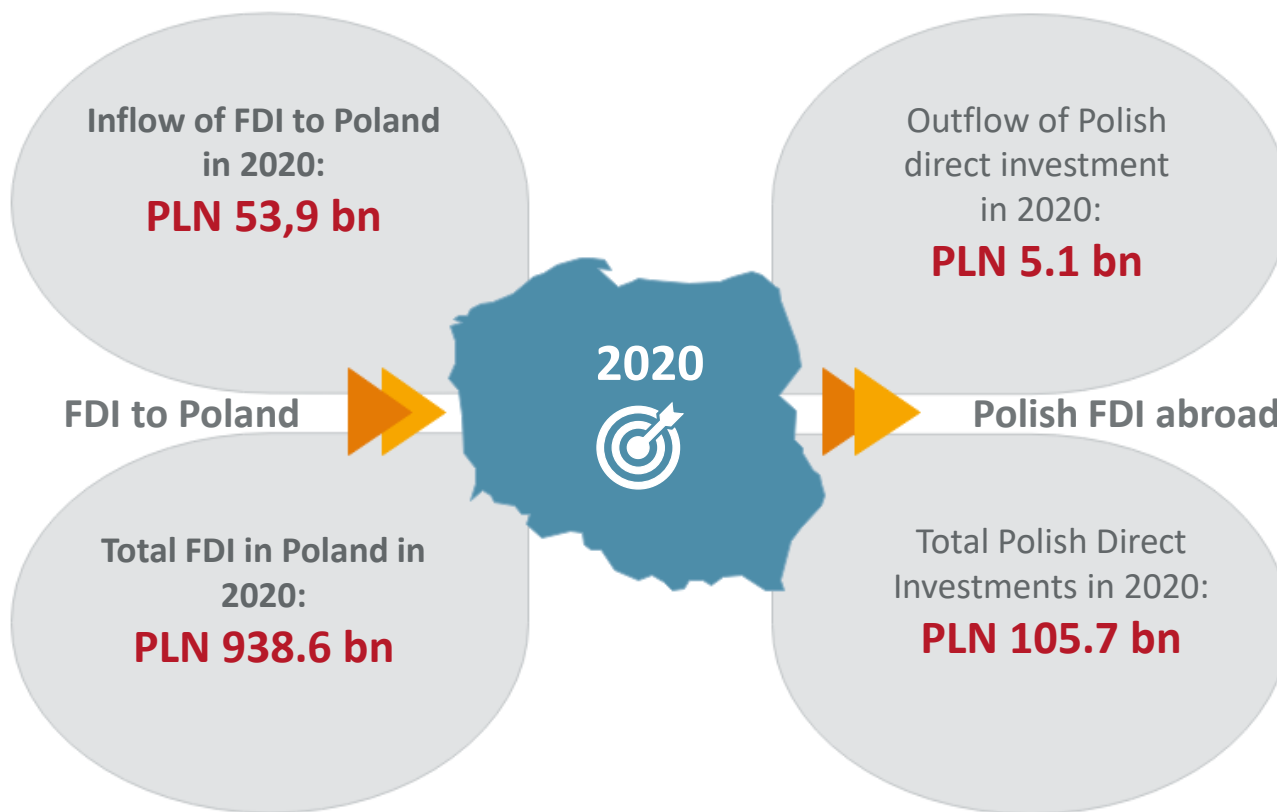 Inflow of FDI to Poland
in 2020:
PLN 53,9 bn
Outflow of Polish
direct investment
in 2020:
PLN 5.1 bn
2020
FDI to Poland
Polish FDI abroad
Total FDI in Poland in
2020:
PLN 938.6 bn
Total Polish Direct
Investments in 2020:
PLN 105.7 bn